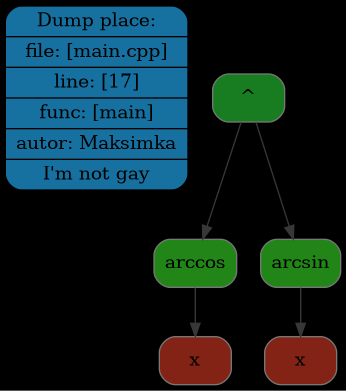 Dump place:
file: [main.cpp]
line: [17]
func: [main]
autor: Maksimka
I'm not gay
^
arccos
arcsin
x
x